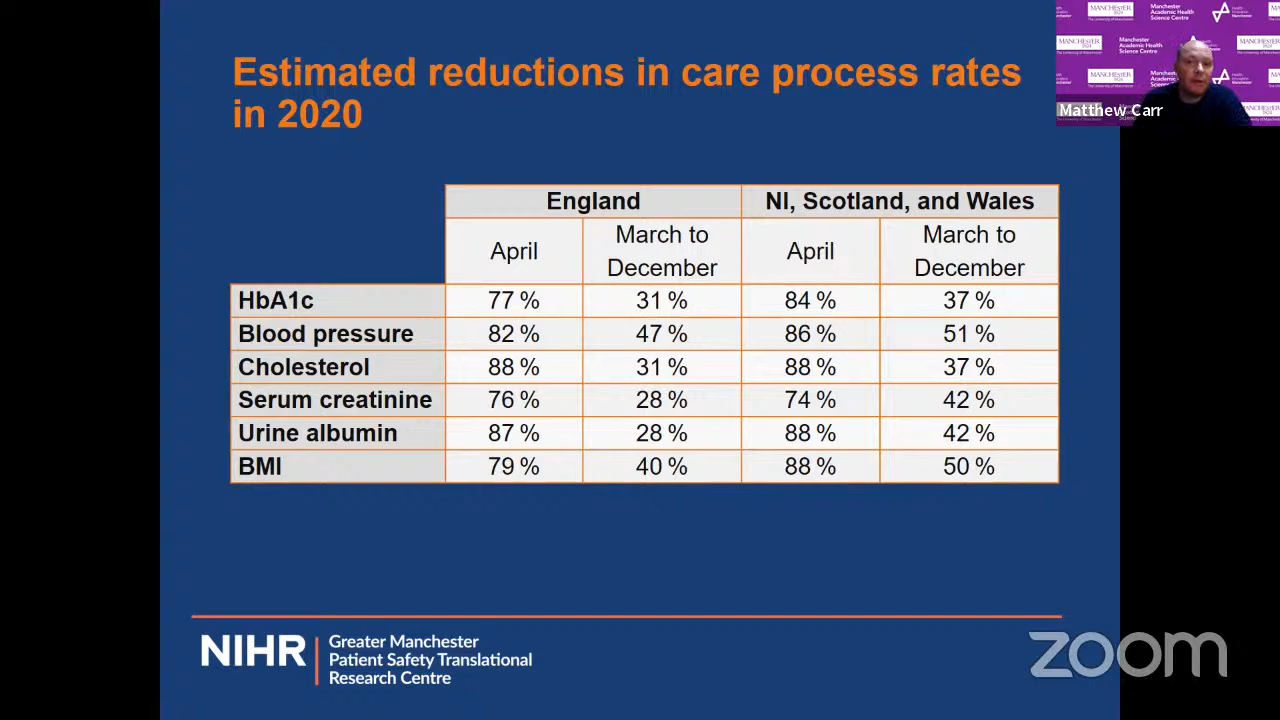 Estimated reductions in care process rates
in 2020
England NI, Scotland, and Wales
April March to December April March to December
HbA1c 77 % 31 % 84 % 37 %
Blood pressure 82 % 47 % 86 % 51 %
Cholesterol 88 % 31 % 88 % 37 %
Serum creatinine 76 % 28 % 74 % 42 %
Urine albumin 87 % 28 % 88 % 42 %
BMI 79 % 40 % 88 % 50 %
NIHR
Greater Manchester
Patient Safety Translational
Research Centre
MANCHESTER
Manchester
Academic Health
Science Centre
Matthew Carr
zoom